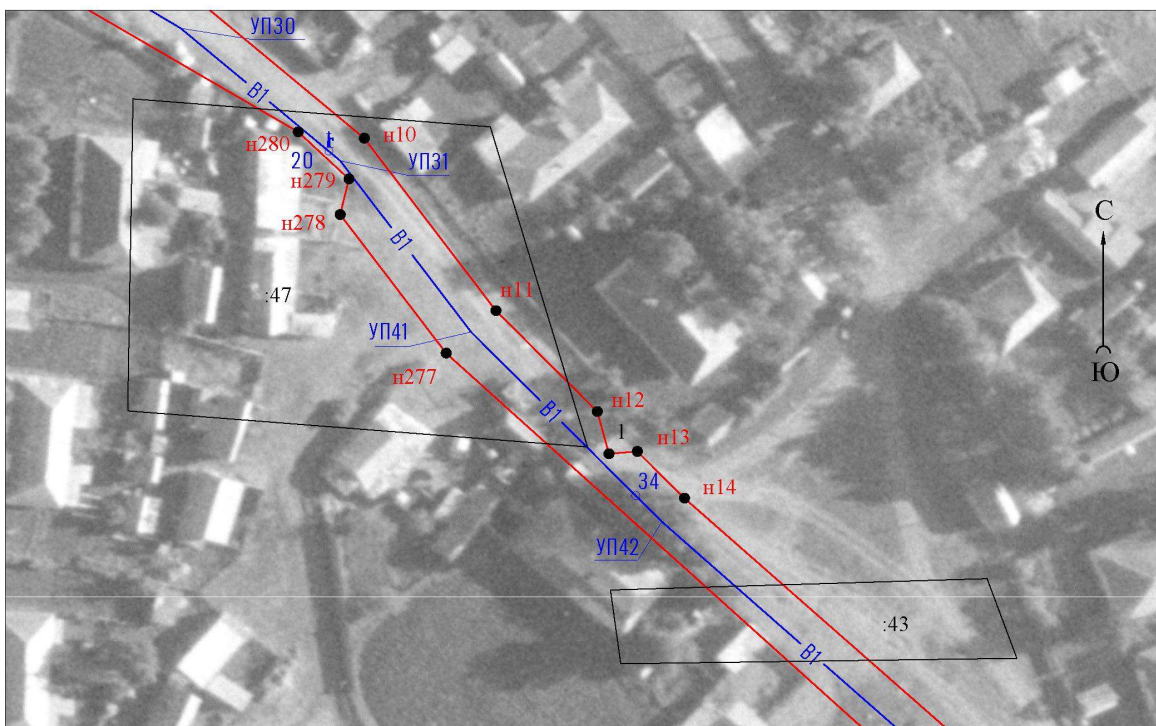 УП30
В1
н10
н280
20
УП31
н279
н278
С
В1
:47
н11
УП41
Ю
н277
В1
н12
1
н13
34
н14
УП42
:43
В1